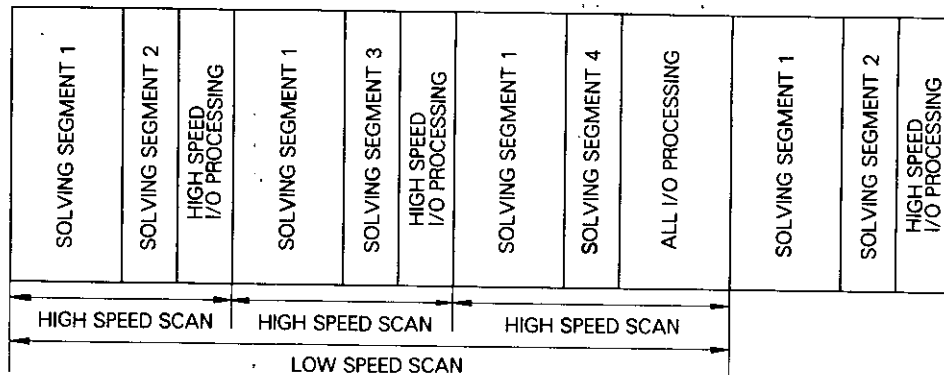 SOLVING SEGMENT 1
SOLVING SEGMENT 2
HIGH SPEED
I/O PROCESSING
SOLVING SEGMENT 1
SOLVING SEGMENT 3
HIGH SPEED
I/O PROCESSING
SOLVING SEGMENT 1
SOLVING SEGMENT 4
ALL I/O PROCESSING
SOLVING SEGMENT 1
SOLVING SEGMENT 2
HIGH SPEED
I/O PROCESSING
HIGH SPEED SCAN
HIGH SPEED SCAN
HIGH SPEED SCAN
LOW SPEED SCAN